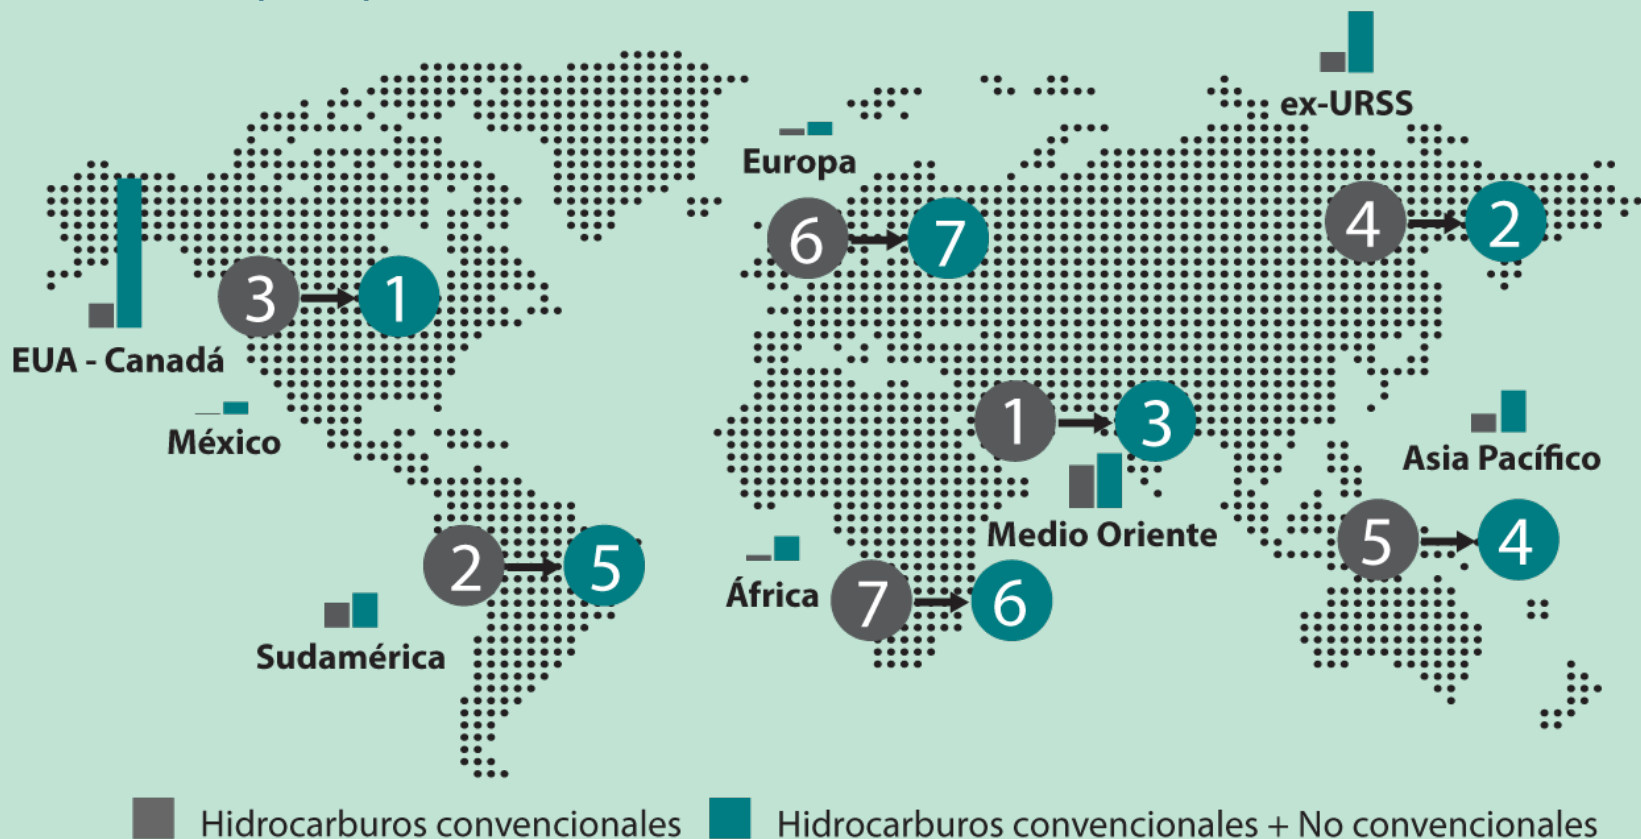 ex-URSS
Europa
6 7
4 2
3 1
EUA - Canadá
México
1 3
Asia Pacífico
Medio Oriente
2 5
5 4
África
7 6
Sudamérica
Hidrocarburos convencionales
Hidrocarburos convencionales + No convencionales